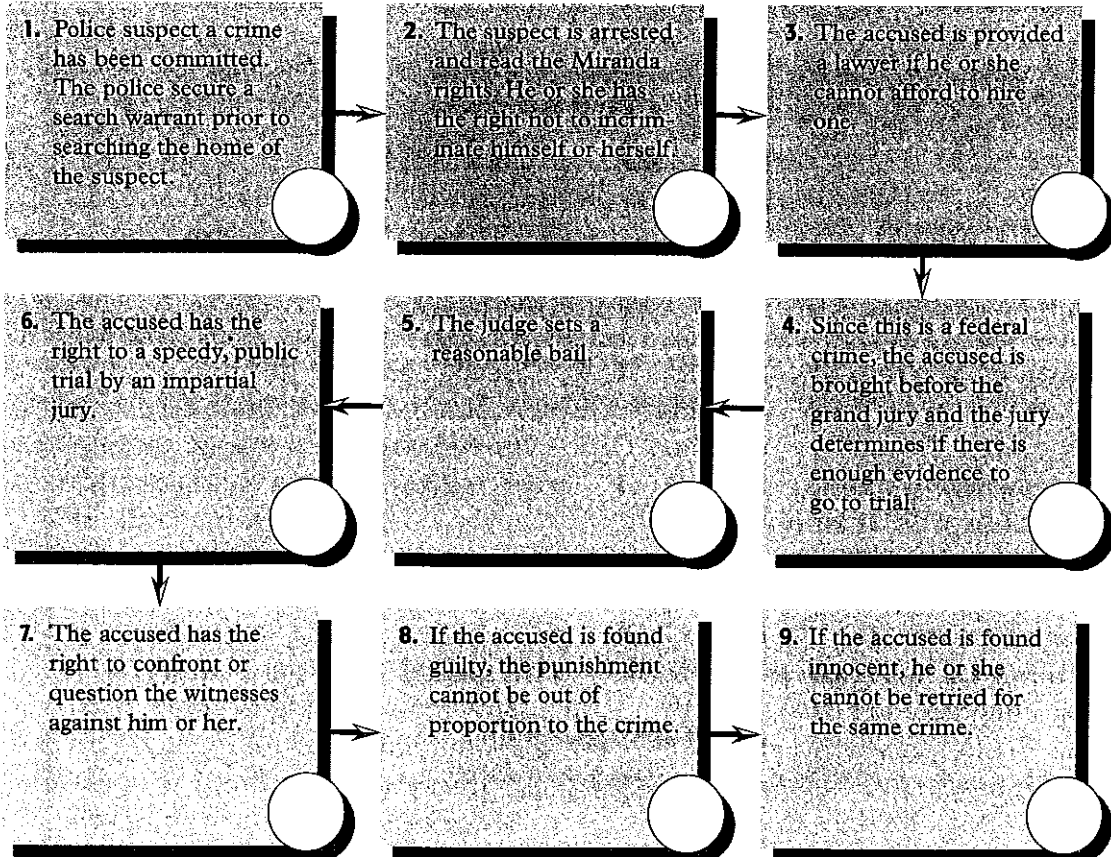 1. Police suspect a crime
has been committed.
The police secure a
search warrant prior to
searching the home of
the suspect.
2. The suspect is arrested
and read the Miranda
rights. He or she has
the right not to incrim-
inate himself or herself.
3. The accused is provided
a lawyer if he or she
cannot afford to hire
one.
4. Since this is a federal
crime, the accused is
brought before the
grand jury and the jury
determines if there is
enough evidence to
go to trial.
5. The judge sets a
reasonable bail.
6. The accused has the
right to a speedy, public
trial by an impartial
jury.
7. The accused has the
right to confront or
question the witnesses
against him or her.
8. If the accused is found
guilty, the punishment
cannot be out of
proportion to the crime.
9. If the accused is found
innocent, he or she
cannot be retried for
the same crime.